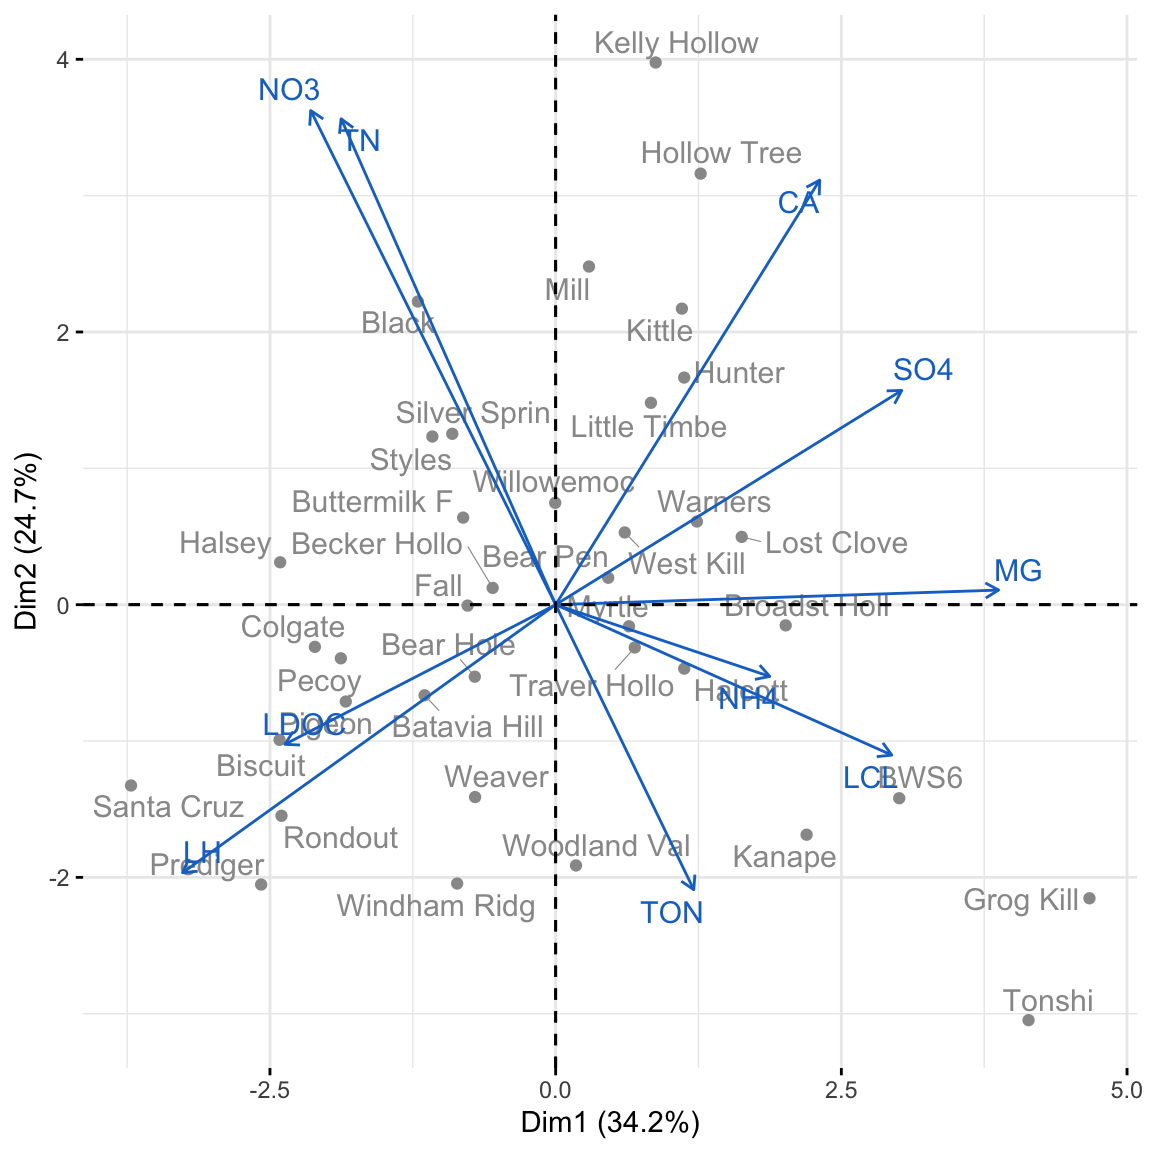 Kelly Hollow
4
NO3
TN
Hollow Tree
CA
Mill
Black
Kittle
2
SO4
Hunter
Silver Sprin
Little Timbe
Styles
Willowemoc
Buttermilk F
Warners
Halsey
Becker Hollo
Lost Clove
Bear Pen
West Kill
MG
Fall
Myrtle
Broadst Holl
0
Colgate
Bear Hole
Pecoy
Traver Hollo
Halcott
NH4
LDOC
Pigeon
Batavia Hill
Biscuit
Weaver
LCL
BWS6
Santa Cruz
Rondout
Woodland Val
Kanape
LH
Prediger
-2
Windham Ridg
TON
Grog Kill
Tonshi
-2.5
0.0
2.5
5.0
Dim1 (34.2%)
Dim2 (24.7%)